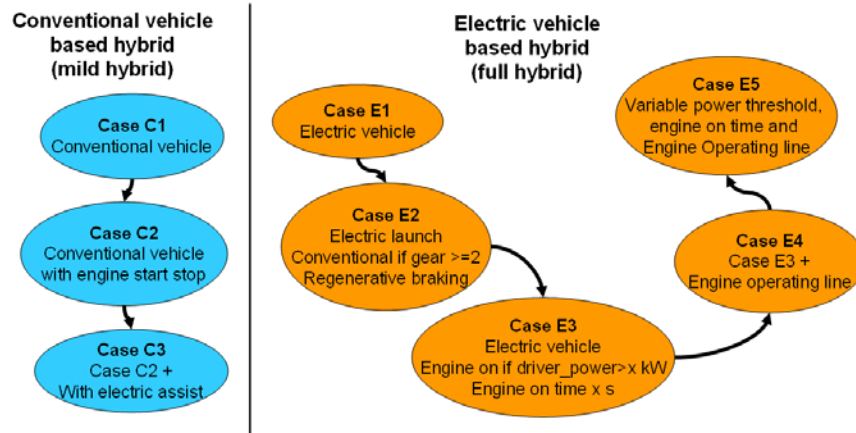 Conventional vehicle
based hybrid
(mild hybrid)
Case C1
Conventional vehicle
Case C2
Conventional vehicle
with engine start stop
Case C3
Case C2 +
With electric assist
Electric vehicle
based hybrid
(full hybrid)
Case E1
Electric vehicle
Case E2
Electric launch
Conventional if gear >=2
Regenerative braking
Case E3
Electric vehicle
Engine on if driver_power>x kW
Engine on time x s
Case E4
Case E3 +
Engine operating line
Case E5
Variable power threshold,
engine on time and
Engine Operating line